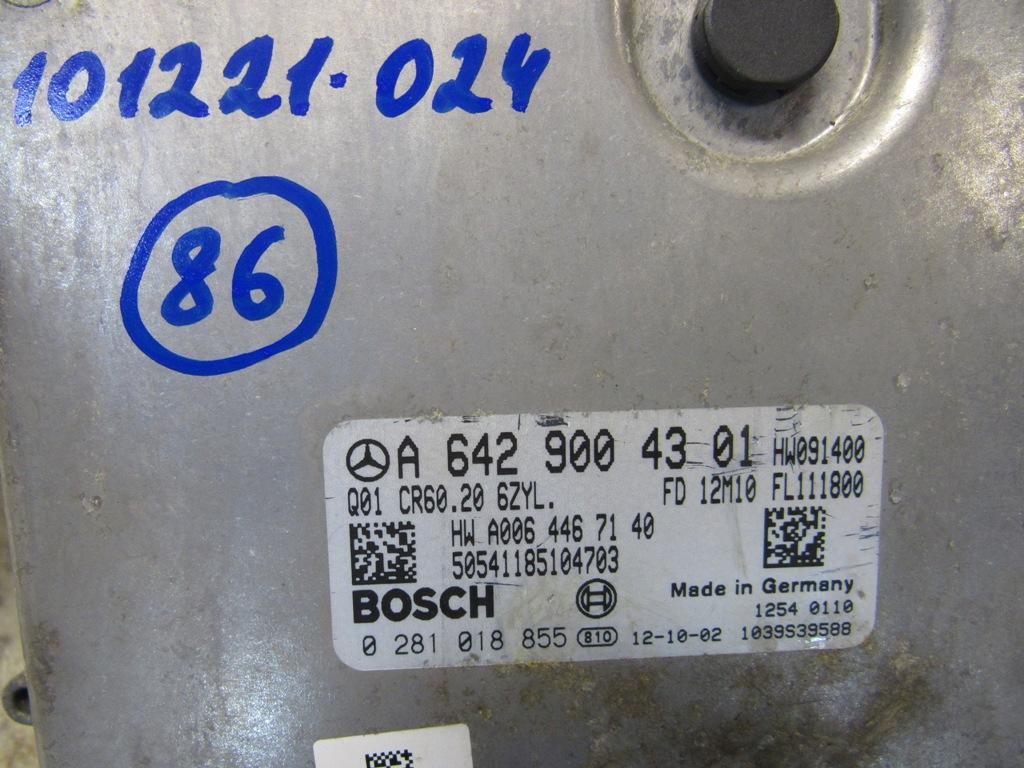 101221-024
86
A 642 900 43 01 HW091400
Q01 CR60.20 6ZYL. FD 12M10 FL111800
HW A006 446 71 40
50541185104703
BOSCH H Made in Germany
1254 0110
0 281 018 855 810 12-10-02 1039S39588